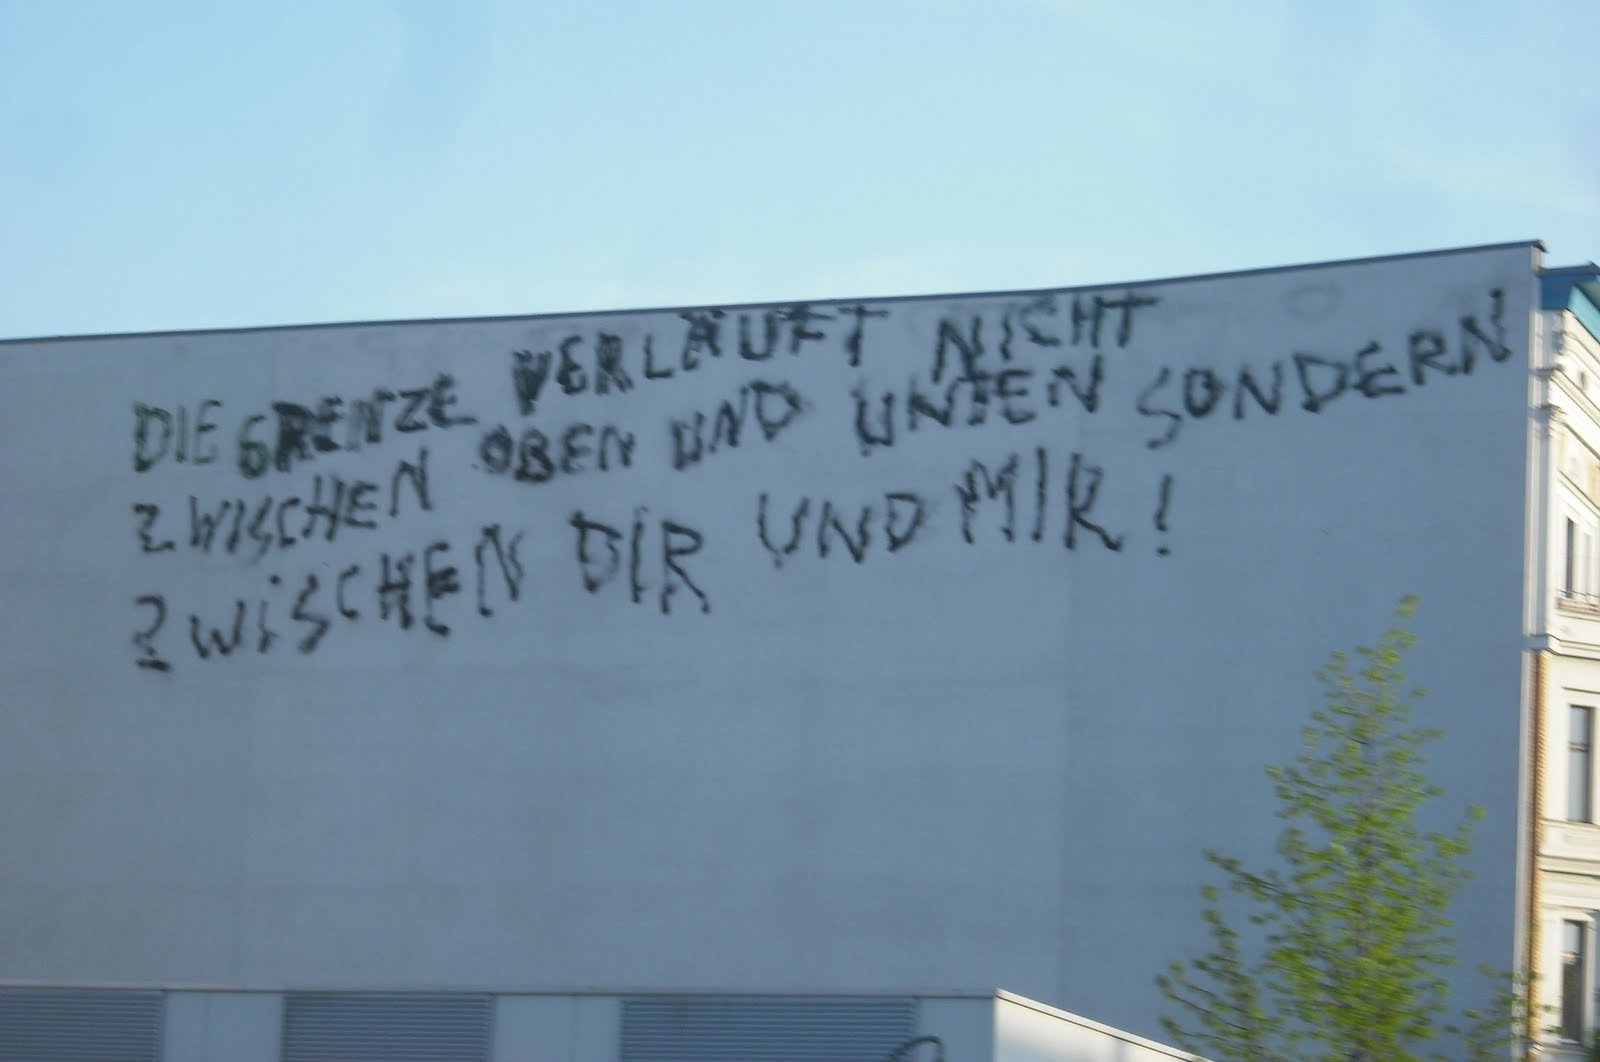 DIE GRENZE VERLÄUFT NICHT
ZWISCHEN OBEN UND UNTEN SONDERN
ZWISCHEN DIR UND MIR!